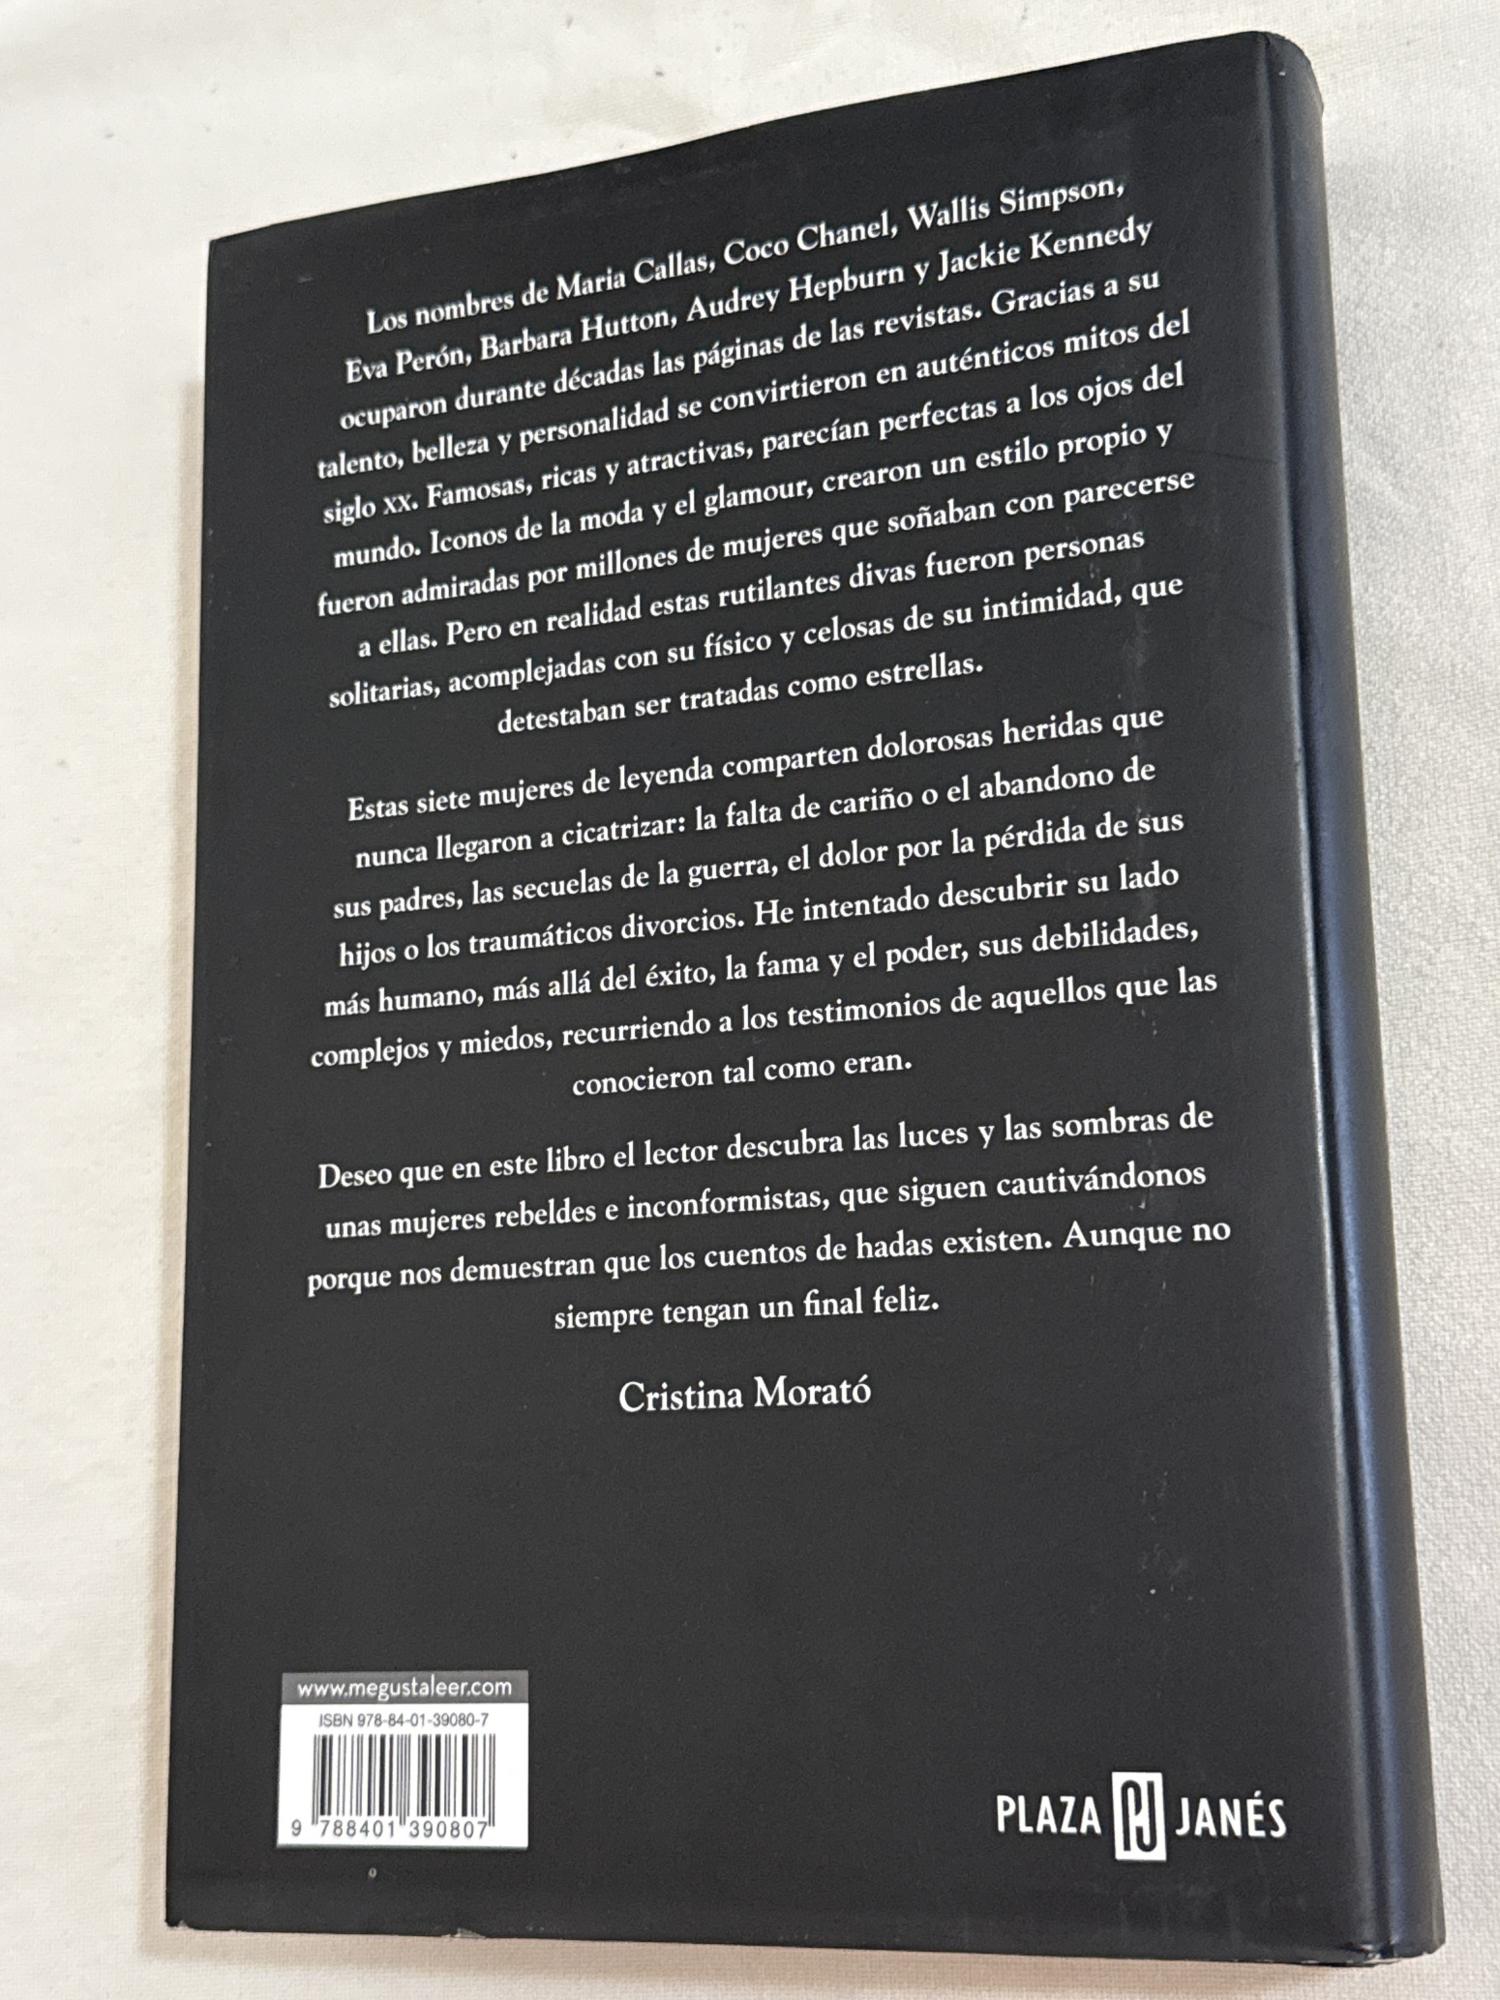 Los nombres de Maria Callas, Coco Chanel, Wallis Simpson,
Eva Perón, Barbara Hutton, Audrey Hepburn y Jackie Kennedy
ocuparon durante décadas las páginas de las revistas. Gracias a su
talento, belleza y personalidad se convirtieron en auténticos mitos del
siglo XX. Famosas, ricas y atractivas, parecían perfectas a los ojos del
mundo. Iconos de la moda y el glamour, crearon un estilo propio y
fueron admiradas por millones de mujeres que soñaban con parecerse
a ellas. Pero en realidad estas rutilantes divas fueron personas
solitarias, acomplejadas con su físico y celosas de su intimidad, que
detestaban ser tratadas como estrellas.
Estas siete mujeres de leyenda comparten dolorosas heridas que
nunca llegaron a cicatrizar: la falta de cariño o el abandono de
sus padres, las secuelas de la guerra, el dolor por la pérdida de sus
hijos o los traumáticos divorcios. He intentado descubrir su lado
más humano, más allá del éxito, la fama y el poder, sus debilidades,
complejos y miedos, recurriendo a los testimonios de aquellos que las
conocieron tal como eran.
Deseo que en este libro el lector descubra las luces y las sombras de
unas mujeres rebeldes e inconformistas, que siguen cautivándonos
porque nos demuestran que los cuentos de hadas existen. Aunque no
siempre tengan un final feliz.
Cristina Morató
www.megustaleer.com
ISBN 978-84-01-39080-7
9 788401 390807
PLAZA JANÉS